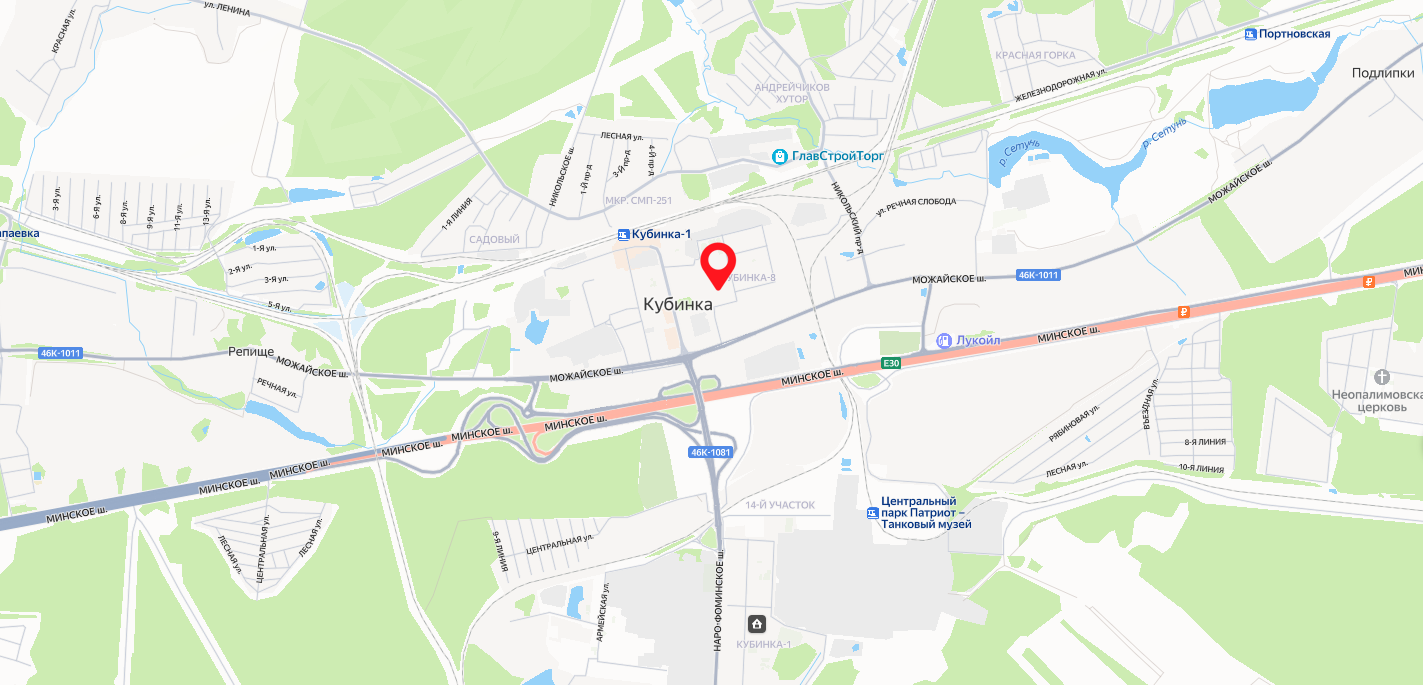 УЛ. ЛЕНИНА
КРАСНАЯ УЛ.
Портновская
КРАСНАЯ ГОРКА
Подлипки
ЖЕЛЕЗНОДОРОЖНАЯ УЛ.
АНДРЕЙЧИКОВ
ХУТОР
р. Сетунь
р. Сетунь
ЛЕСНАЯ УЛ.
НИКОЛЬСКОЕ Ш.
1-Й ПР-Д
3-Й ПР-Д
4-Й ПР-Д
ГлавСтройТорг
МОЖАЙСКОЕ Ш.
НИКОЛЬСКИЙ ПР-Д
УЛ. РЕЧНАЯ СЛОБОДА
МКР. СМП-251
3-Я УЛ.
6-Я УЛ.
8-Я УЛ.
9-Я УЛ.
11-Я УЛ.
13-Я УЛ.
1-Я ЛИНИЯ
САДОВЫЙ
Кубинка-1
апаевка
1-Я УЛ.
2-Я УЛ.
3-Я УЛ.
5-Я УЛ.
УБИНКА-8
Кубинка
МОЖАЙСКОЕ Ш.
46К-1011
МИН
МИНСКОЕ Ш.
Лукойл
E30
46К-1011
Репище
МОЖАЙСКОЕ Ш.
РЕЧНАЯ УЛ.
МОЖАЙСКОЕ Ш.
МИНСКОЕ Ш.
Неопалимовска
церковь
МИНСКОЕ Ш.
МИНСКОЕ Ш.
МИНСКОЕ Ш.
МИНСКОЕ Ш.
МИНСКОЕ Ш.
МИНСКОЕ Ш.
46К-1081
РЯБИНОВАЯ УЛ.
ВЪЕЗДНАЯ УЛ.
8-Я ЛИНИЯ
10-Я ЛИНИЯ
ЛЕСНАЯ УЛ.
14-Й УЧАСТОК
Центральный
парк Патриот –
Танковый музей
ЛЕСНАЯ УЛ.
ЦЕНТРАЛЬНАЯ УЛ.
ЛЕСНАЯ УЛ.
9-Я ЛИНИЯ
ЦЕНТРАЛЬНАЯ УЛ.
АРМЕЙСКАЯ УЛ.
НАРО-ФОМИНСКОЕ Ш.
КУБИНКА-1